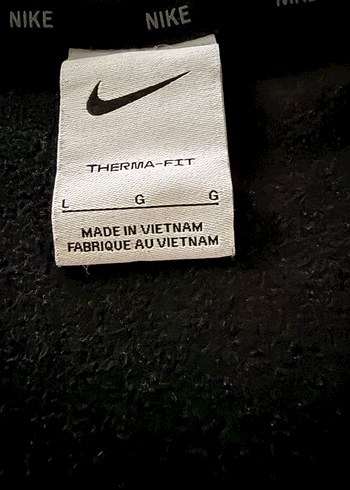 NIKE NIKE
THERMA-FIT
L G G
MADE IN VIETNAM
FABRIQUE AU VIETNAM